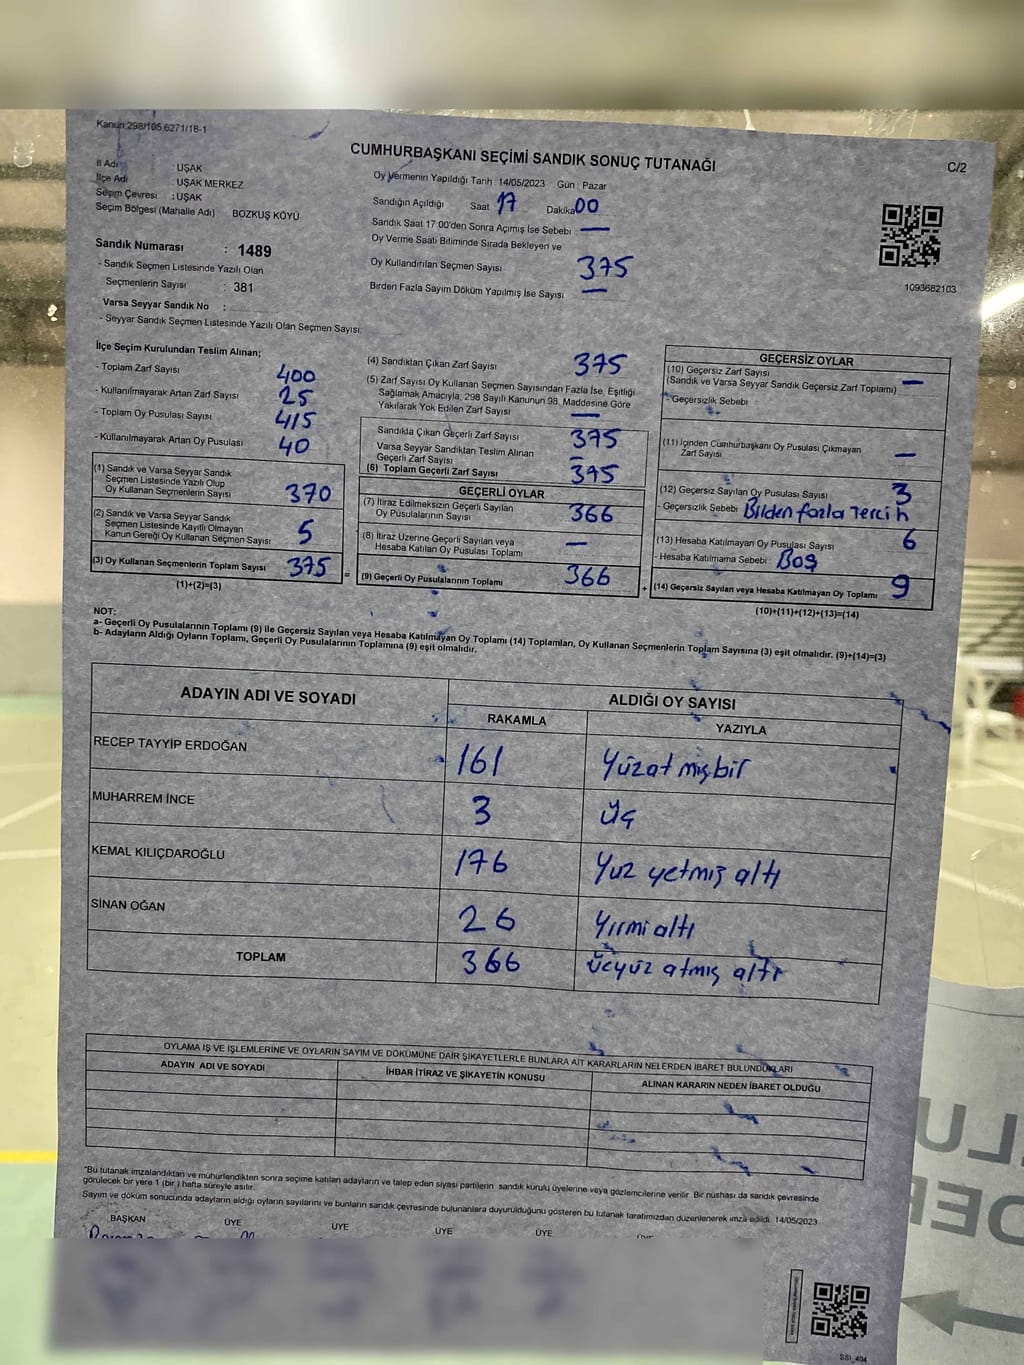 Kanun:298/105,6271/18-1
CUMHURBAŞKANI SEÇİMİ SANDIK SONUÇ TUTANAĞI
C/2
İl Adı : UŞAK
İlçe Adı : UŞAK MERKEZ
Seçim Çevresi : UŞAK
Seçim Bölgesi (Mahalle Adı) BOZKUŞ KÖYÜ
Sandık Numarası : 1489
- Sandık Seçmen Listesinde Yazılı Olan
Seçmenlerin Sayısı : 381
Varsa Seyyar Sandık No :
- Seyyar Sandık Seçmen Listesinde Yazılı Olan Seçmen Sayısı:
Oy Vermenin Yapıldığı Tarih 14/05/2023 Gün : Pazar
Sandığın Açıldığı Saat 17 Dakika 00
Sandık Saat 17:00'den Sonra Açımış İse Sebebi —
Oy Verme Saati Bitiminde Sırada Bekleyen ve
Oy Kullandırılan Seçmen Sayısı 375
Birden Fazla Sayım Döküm Yapılmış İse Sayısı —
1093682103
İlçe Seçim Kurulundan Teslim Alınan;
- Toplam Zarf Sayısı 400
- Kullanılmayarak Artan Zarf Sayısı 25
- Toplam Oy Pusulası Sayısı 415
- Kullanılmayarak Artan Oy Pusulası 40
(1) Sandık ve Varsa Seyyar Sandık
Seçmen Listesinde Yazılı Olup
Oy Kullanan Seçmenlerin Sayısı 370
(2) Sandık ve Varsa Seyyar Sandık
Seçmen Listesinde Kayıtlı Olmayan
Kanun Gereği Oy Kullanan Seçmen Sayısı 5
(3) Oy Kullanan Seçmenlerin Toplam Sayısı 375
(1)+(2)=(3)
(4) Sandıktan Çıkan Zarf Sayısı 375
(5) Zarf Sayısı Oy Kullanan Seçmen Sayısından Fazla İse, Eşitliği
Sağlamak Amacıyla, 298 Sayılı Kanunun 98. Maddesine Göre
Yakılarak Yok Edilen Zarf Sayısı —
Sandıkta Çıkan Geçerli Zarf Sayısı 375
Varsa Seyyar Sandıktan Teslim Alınan
Geçerli Zarf Sayısı —
(6) Toplam Geçerli Zarf Sayısı 375
=
GEÇERLİ OYLAR
(7) İtiraz Edilmeksizin Geçerli Sayılan
Oy Pusulalarının Sayısı 366
(8) İtiraz Üzerine Geçerli Sayılan veya
Hesaba Katılan Oy Pusulası Toplamı —
(9) Geçerli Oy Pusulalarının Toplamı 366
+
GEÇERSİZ OYLAR
(10) Geçersiz Zarf Sayısı
(Sandık ve Varsa Seyyar Sandık Geçersiz Zarf Toplamı) —
- Geçersizlik Sebebi
(11) İçinden Cumhurbaşkanı Oy Pusulası Çıkmayan
Zarf Sayısı —
(12) Geçersiz Sayılan Oy Pusulası Sayısı 3
- Geçersizlik Sebebi Bilden fazla Tercih
(13) Hesaba Katılmayan Oy Pusulası Sayısı 6
- Hesaba Katılmama Sebebi Boş
(14) Geçersiz Sayılan veya Hesaba Katılmayan Oy Toplamı 9
(10)+(11)+(12)+(13)=(14)
NOT:
a- Geçerli Oy Pusulalarının Toplamı (9) ile Geçersiz Sayılan veya Hesaba Katılmayan Oy Toplamı (14) Toplamları, Oy Kullanan Seçmenlerin Toplam Sayısına (3) eşit olmalıdır. (9)+(14)=(3)
b- Adayların Aldığı Oyların Toplamı, Geçerli Oy Pusulalarının Toplamına (9) eşit olmalıdır.
ADAYIN ADI VE SOYADI
ALDIĞI OY SAYISI
RAKAMLA YAZIYLA
RECEP TAYYİP ERDOĞAN 161 Yüzat mışbir
MUHARREM İNCE 3 Üç
KEMAL KILIÇDAROĞLU 176 Yuz yetmış altı
SİNAN OĞAN 26 Yırmi altı
TOPLAM 366 Üçyüz atmış altı
OYLAMA İŞ VE İŞLEMLERİNE VE OYLARIN SAYIM VE DÖKÜMÜNE DAİR ŞİKAYETLERLE BUNLARA AİT KARARLARIN NELERDEN İBARET BULUNDUKLARI
ADAYIN ADI VE SOYADI İHBAR İTİRAZ VE ŞİKAYETİN KONUSU ALINAN KARARIN NEDEN İBARET OLDUĞU
*Bu tutanak imzalandıktan ve mühürlendikten sonra seçime katılan adayların ve talep eden siyasi partilerin sandık kurulu üyelerine veya gözlemcilerine verilir. Bir nüshası da sandık çevresinde
görülecek bir yere 1 (bir ) hafta süreyle asılır.
Sayım ve döküm sonucunda adayların aldığı oyların sayılarını ve bunların sandık çevresinde bulunanlara duyurulduğunu gösteren bu tutanak tarafımızdan düzenlenerek imza edildi. 14/05/2023
BAŞKAN ÜYE ÜYE ÜYE ÜYE
SSİ_404